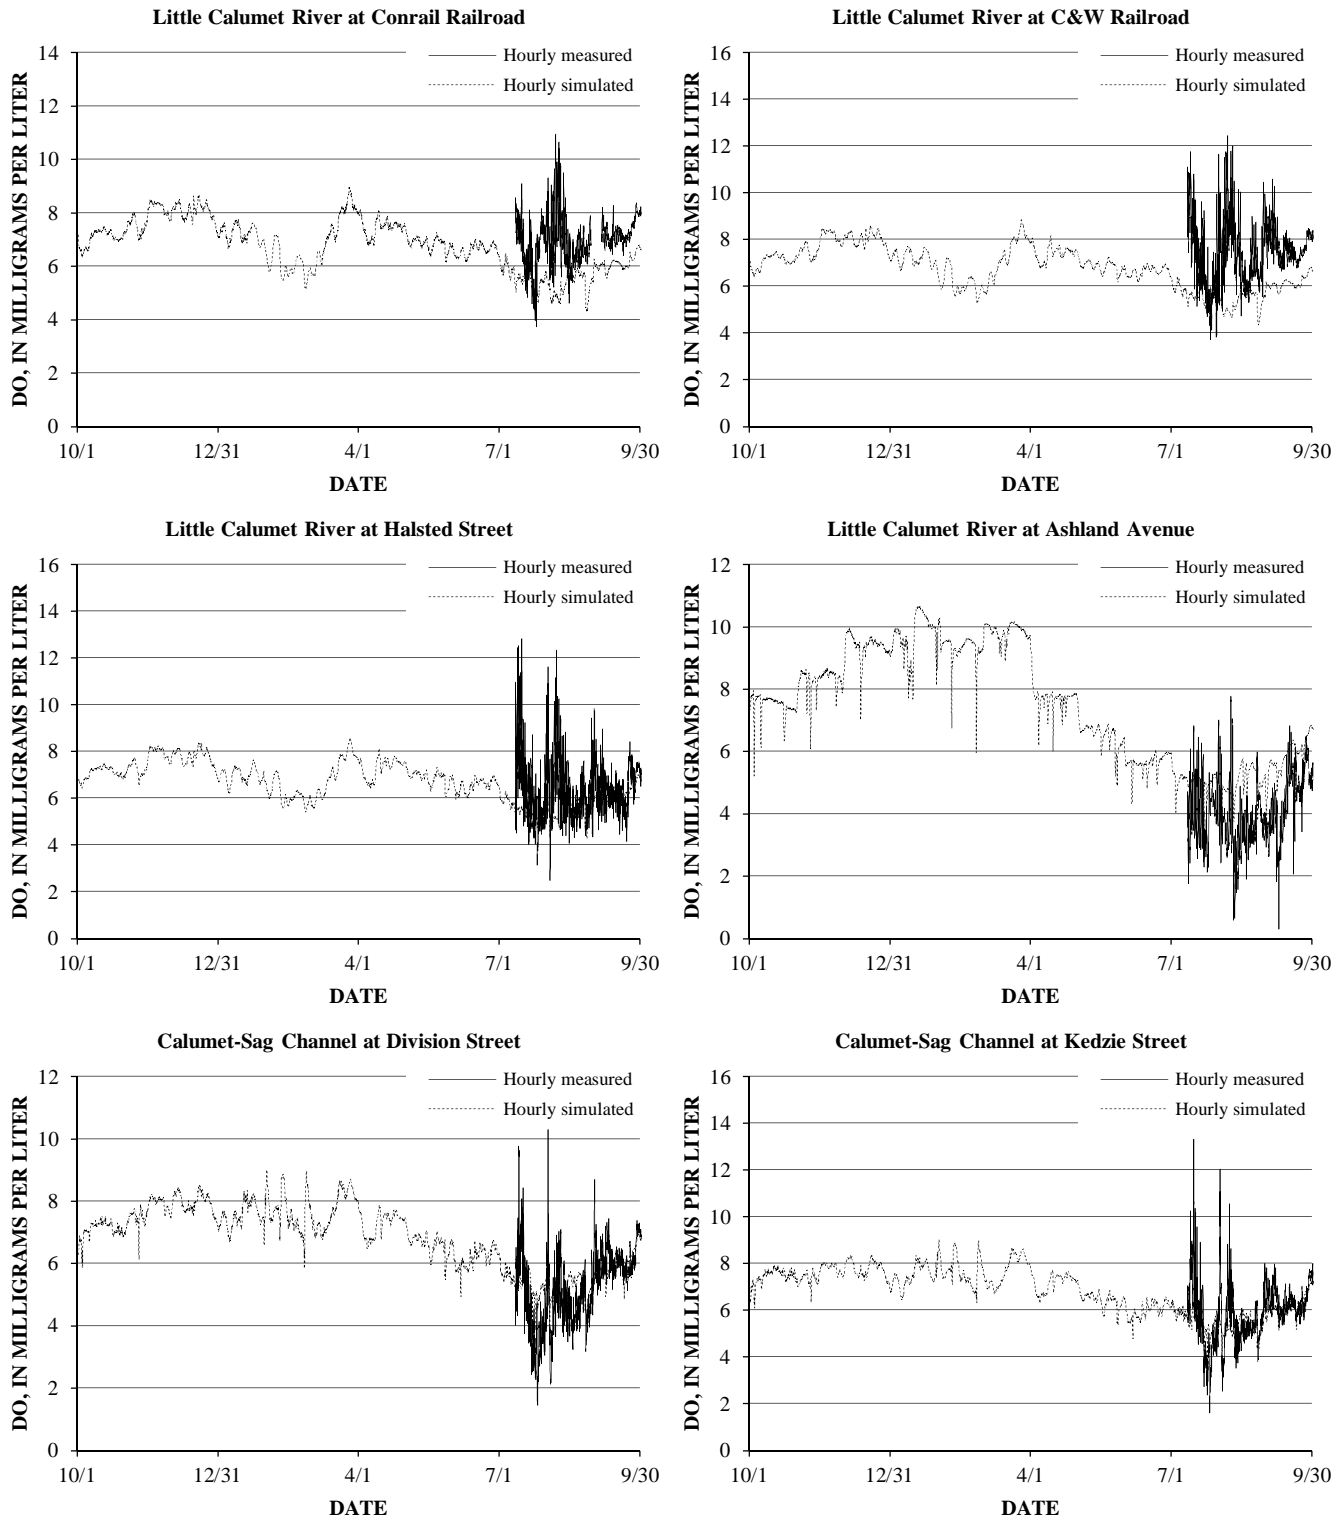 Little Calumet River at Conrail Railroad
Hourly measured
Hourly simulated
DO, IN MILLIGRAMS PER LITER
14
12
10
8
6
4
2
0
10/1 12/31 4/1 7/1 9/30
DATE
Little Calumet River at C&W Railroad
Hourly measured
Hourly simulated
DO, IN MILLIGRAMS PER LITER
16
14
12
10
8
6
4
2
0
10/1 12/31 4/1 7/1 9/30
DATE
Little Calumet River at Halsted Street
Hourly measured
Hourly simulated
DO, IN MILLIGRAMS PER LITER
16
14
12
10
8
6
4
2
0
10/1 12/31 4/1 7/1 9/30
DATE
Little Calumet River at Ashland Avenue
Hourly measured
Hourly simulated
DO, IN MILLIGRAMS PER LITER
12
10
8
6
4
2
0
10/1 12/31 4/1 7/1 9/30
DATE
Calumet-Sag Channel at Division Street
Hourly measured
Hourly simulated
DO, IN MILLIGRAMS PER LITER
12
10
8
6
4
2
0
10/1 12/31 4/1 7/1 9/30
DATE
Calumet-Sag Channel at Kedzie Street
Hourly measured
Hourly simulated
DO, IN MILLIGRAMS PER LITER
16
14
12
10
8
6
4
2
0
10/1 12/31 4/1 7/1 9/30
DATE